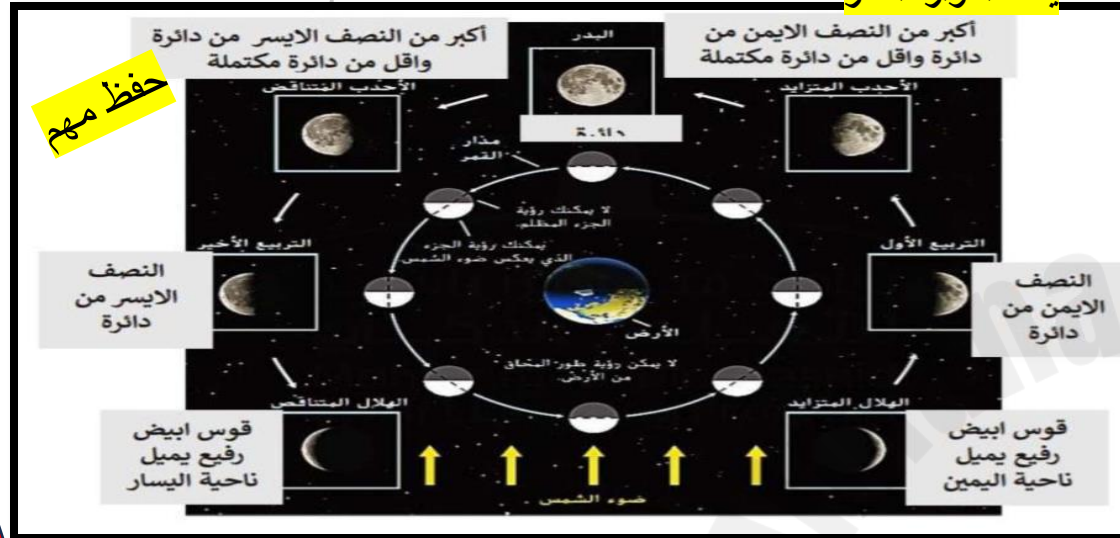 أكبر من النصف الايمن من
دائرة واقل من دائرة مكتملة
البدر
أكبر من النصف الايسر من دائرة
واقل من دائرة مكتملة
حفظ مهم
الأحدب المتزايد
الأحدب المتناقص
مدار
القمر
لا يمكنك رؤية
الجزء المظلم.
يمكنك رؤية الجزء
الذي يعكس ضوء الشمس
التربيع الأول
التربيع الأخير
النصف
الايمن من
دائرة
النصف
الايسر من
دائرة
الأرض
لا يمكن رؤية طور المحاق
من الأرض.
الهلال المتزايد
الهلال المتناقص
قوس ابيض
رفيع يميل
ناحية اليمين
قوس ابيض
رفيع يميل
ناحية اليسار
ضوء الشمس